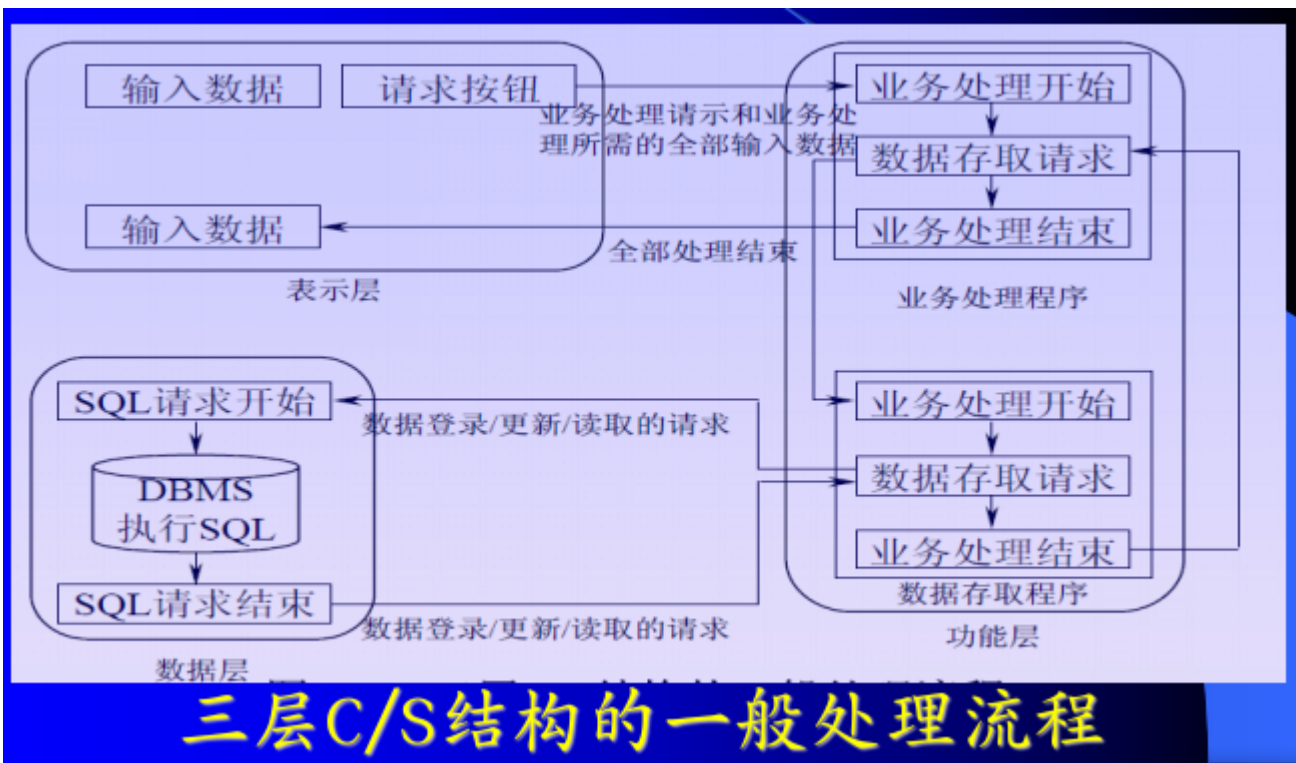 输入数据
请求按钮
业务处理开始
业务处理请示和业务处
理所需的全部输入数据
数据存取请求
输入数据
业务处理结束
全部处理结束
表示层
业务处理程序
SQL请求开始
业务处理开始
数据登录/更新/读取的请求
DBMS
执行SQL
数据存取请求
业务处理结束
SQL请求结束
数据存取程序
数据登录/更新/读取的请求
功能层
数据层
三层C/S结构的一般处理流程